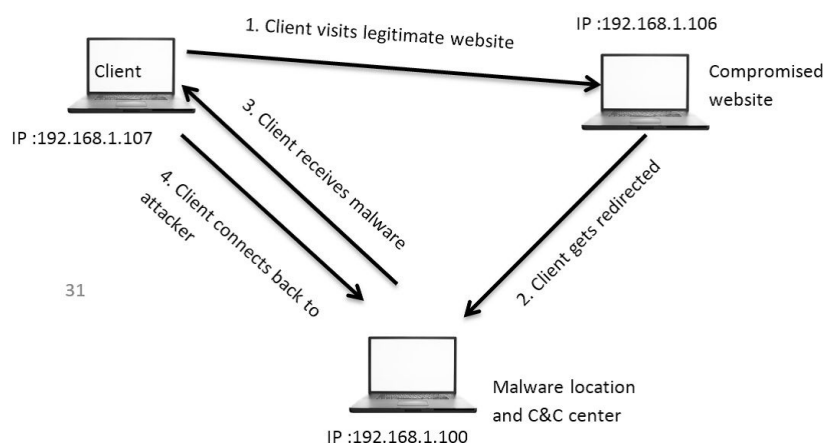 1. Client visits legitimate website
IP :192.168.1.106
Client
Compromised
website
IP :192.168.1.107
3. Client receives malware
4. Client connects back to
attacker
2. Client gets redirected
31
Malware location
and C&C center
IP :192.168.1.100